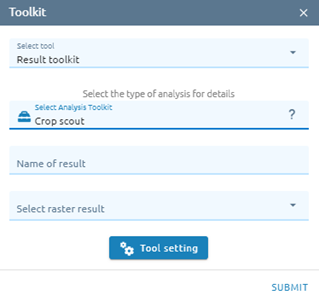 Toolkit
Select tool
Result toolkit
Select the type of analysis for details
Select Analysis Toolkit
Crop scout
?
Name of result
Select raster result
Tool setting
SUBMIT